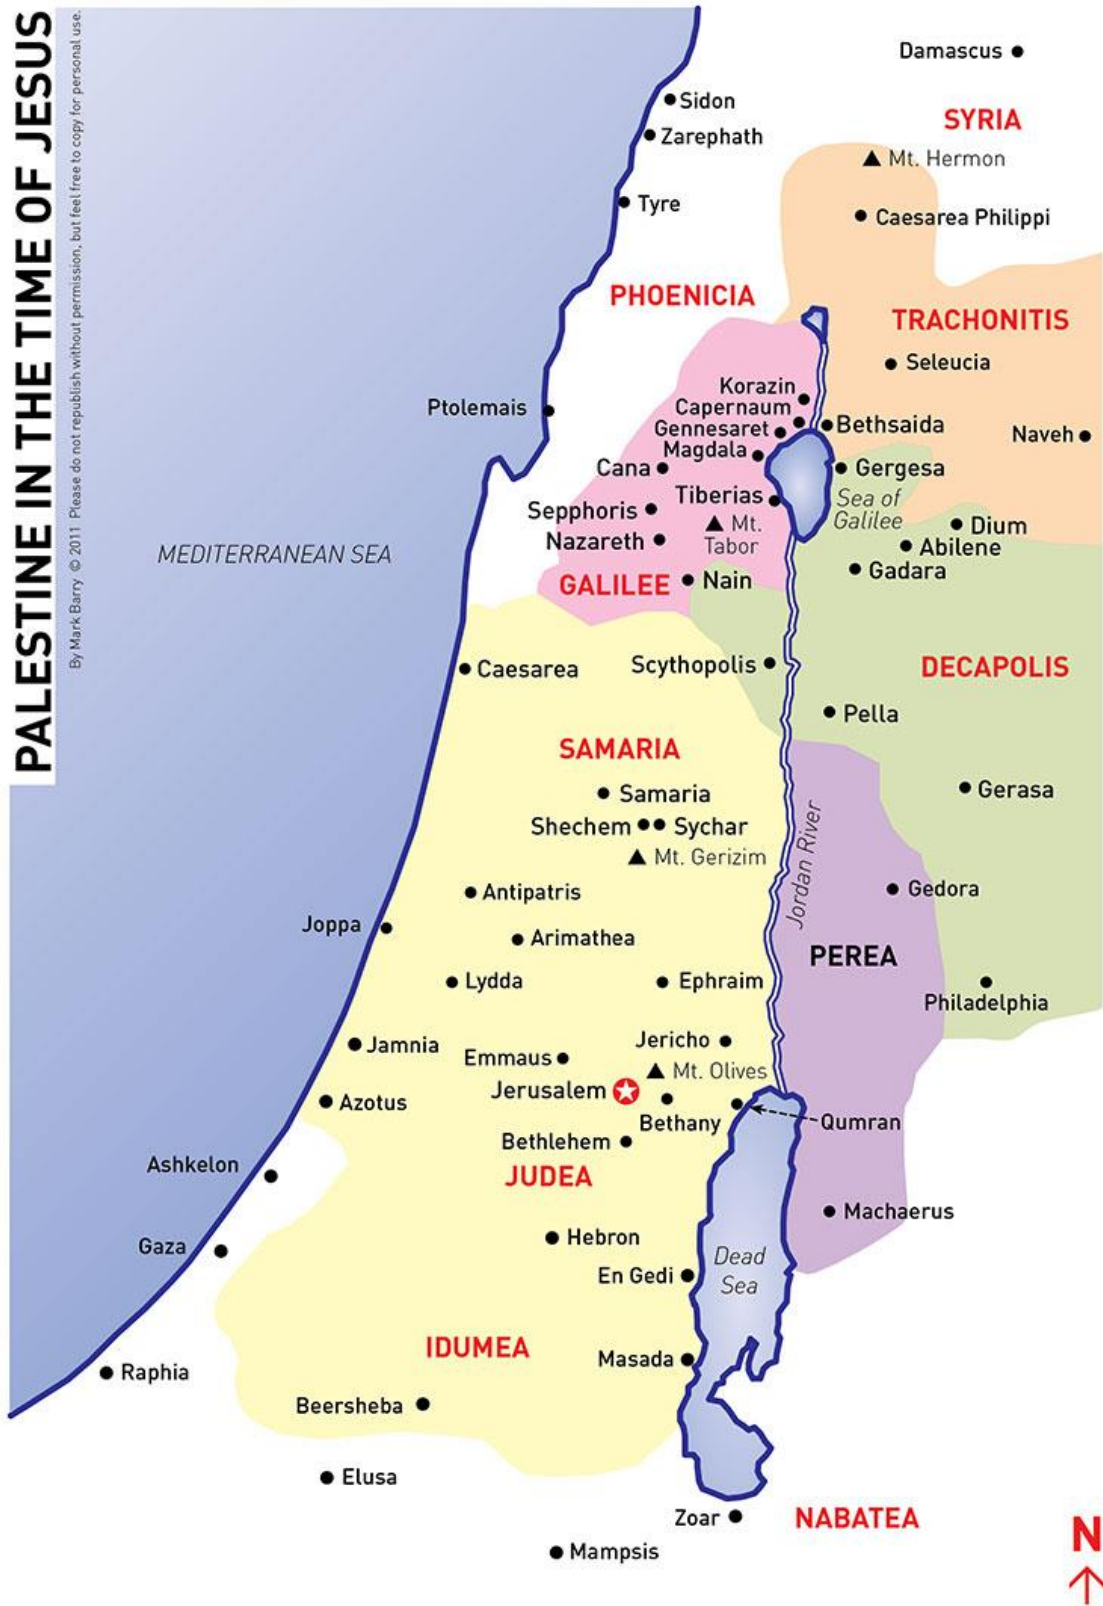 PALESTINE IN THE TIME OF JESUS
By Mark Barry © 2011 Please do not republish without permission, but feel free to copy for personal use.
Damascus
Sidon
SYRIA
Zarephath
Mt. Hermon
Tyre
Caesarea Philippi
PHOENICIA
TRACHONITIS
Seleucia
Korazin
Capernaum
Ptolemais
Bethsaida
Gennesaret
Naveh
Magdala
Cana
Gergesa
Tiberias
Sea of
Galilee
Sepphoris
Mt.
Tabor
Dium
Nazareth
Abilene
MEDITERRANEAN SEA
Gadara
Nain
GALILEE
Caesarea
Scythopolis
DECAPOLIS
Pella
SAMARIA
Samaria
Gerasa
Shechem
Sychar
Mt. Gerizim
Jordan River
Antipatris
Gedora
Joppa
Arimathea
PEREA
Lydda
Ephraim
Philadelphia
Jamnia
Jericho
Emmaus
Mt. Olives
Jerusalem
Azotus
Bethany
Qumran
Bethlehem
Ashkelon
JUDEA
Machaerus
Hebron
Gaza
Dead
Sea
En Gedi
IDUMEA
Masada
Raphia
Beersheba
Elusa
Zoar
NABATEA
N
Mampsis